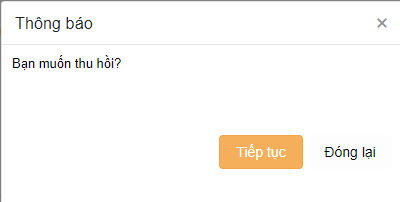 Thông báo ×
Bạn muốn thu hồi?
Tiếp tục Đóng lại